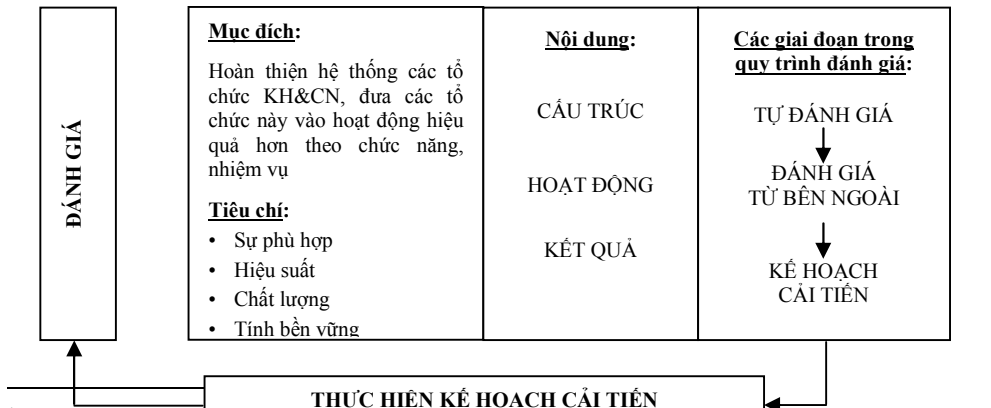 ĐÁNH GIÁ
Mục đích:
Hoàn thiện hệ thống các tổ
chức KH&CN, đưa các tổ
chức này vào hoạt động hiệu
quả hơn theo chức năng,
nhiệm vụ
Tiêu chí:
• Sự phù hợp
• Hiệu suất
• Chất lượng
• Tính bền vững
Nội dung:
CẤU TRÚC
HOẠT ĐỘNG
KẾT QUẢ
Các giai đoạn trong
quy trình đánh giá:
TỰ ĐÁNH GIÁ
ĐÁNH GIÁ
TỪ BÊN NGOÀI
KẾ HOẠCH
CẢI TIẾN
THỰC HIỆN KẾ HOẠCH CẢI TIẾN